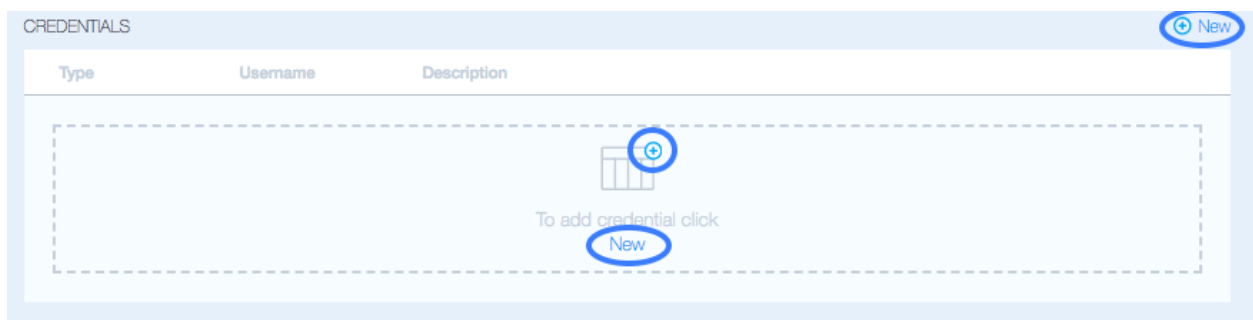 CREDENTIALS New
Type Username Description
To add credential click
New